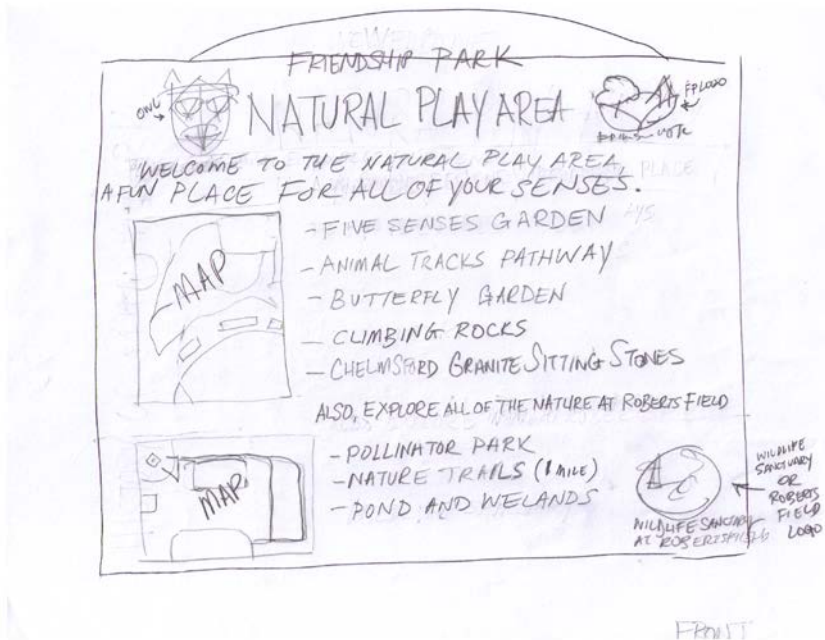 FRIENDSHIP PARK
OWL
NATURAL PLAY AREA
FP LOGO
WELCOME TO THE NATURAL PLAY AREA,
A FUN PLACE FOR ALL OF YOUR SENSES.
MAP
- FIVE SENSES GARDEN
- ANIMAL TRACKS PATHWAY
- BUTTERFLY GARDEN
- CLIMBING ROCKS
- CHELMSFORD GRANITE SITTING STONES
ALSO, EXPLORE ALL OF THE NATURE AT ROBERTS FIELD
MAP
- POLLINATOR PARK
- NATURE TRAILS (1 MILE)
- POND AND WELANDS
WILDLIFE SANCTUARY
AT ROBERTS FIELD
WILDLIFE
SANCTUARY
OR
ROBERTS
FIELD
LOGO
FRONT